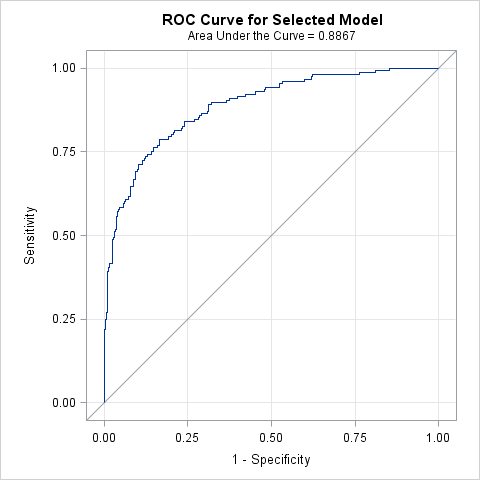 ROC Curve for Selected Model
Area Under the Curve = 0.8867
1.00
0.75
0.50
0.25
0.00
Sensitivity
0.00 0.25 0.50 0.75 1.00
1 - Specificity